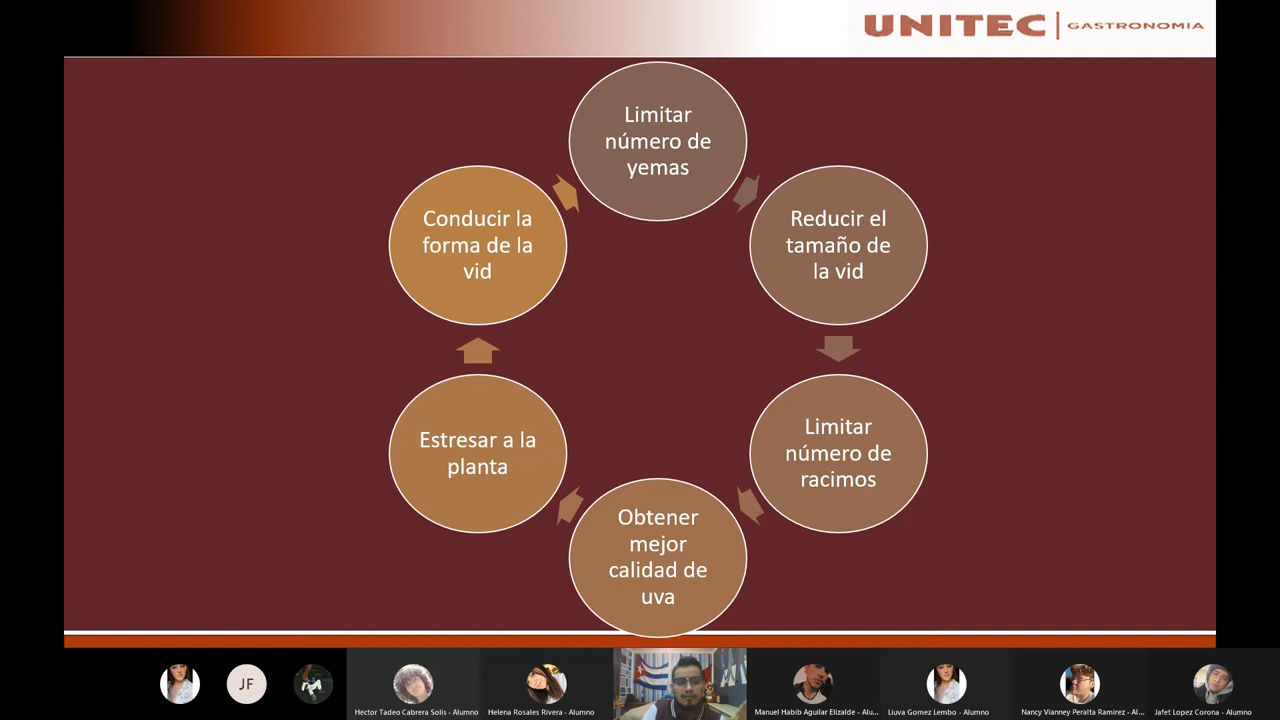 UNITEC GASTRONOMIA
Limitar
número de
yemas
Reducir el
tamaño de
la vid
Limitar
número de
racimos
Obtener
mejor
calidad de
uva
Estresar a la
planta
Conducir la
forma de la
vid
JF
Hector Tadeo Cabrera Solis - Alumno
Helena Rosales Rivera - Alumno
Manuel Habib Aguilar Elizalde - Alu...
Liuva Gomez Lembo - Alumno
Nancy Vianney Peralta Ramirez - Al...
Jafet Lopez Corona - Alumno